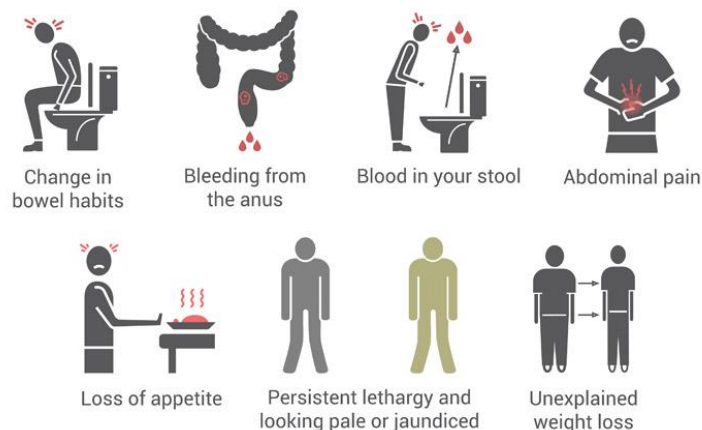 Change in
bowel habits
Bleeding from
the anus
Blood in your stool
Abdominal pain
Loss of appetite
Persistent lethargy and
looking pale or jaundiced
Unexplained
weight loss